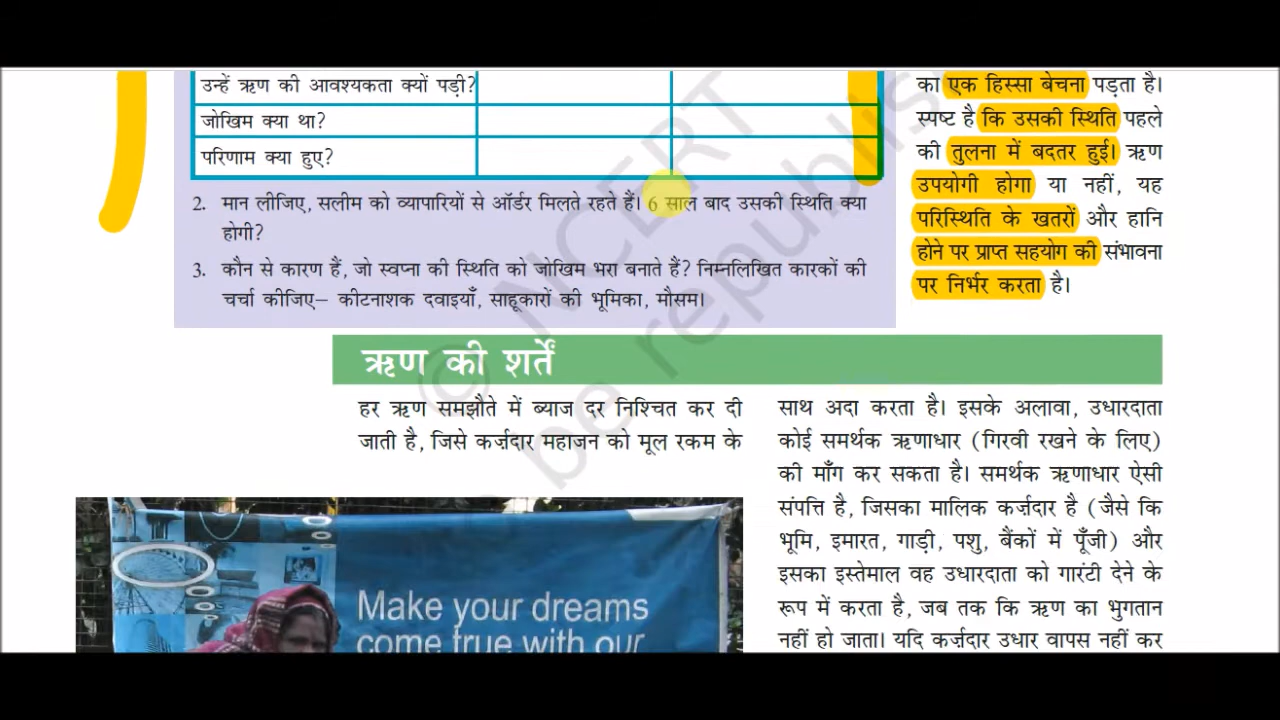 उन्हें ऋण की आवश्यकता क्यों पड़ी?
जोखिम क्या था?
परिणाम क्या हुए?
2. मान लीजिए, सलीम को व्यापारियों से ऑर्डर मिलते रहते हैं। 6 साल बाद उसकी स्थिति क्या
होगी?
3. कौन से कारण हैं, जो स्वप्ना की स्थिति को जोखिम भरा बनाते हैं? निम्नलिखित कारकों की
चर्चा कीजिए– कीटनाशक दवाइयाँ, साहूकारों की भूमिका, मौसम।
का एक हिस्सा बेचना पड़ता है।
स्पष्ट है कि उसकी स्थिति पहले
की तुलना में बदतर हुई। ऋण
उपयोगी होगा या नहीं, यह
परिस्थिति के खतरों और हानि
होने पर प्राप्त सहयोग की संभावना
पर निर्भर करता है।
ऋण की शर्तें
हर ऋण समझौते में ब्याज दर निश्चित कर दी
जाती है, जिसे कर्ज़दार महाजन को मूल रकम के
साथ अदा करता है। इसके अलावा, उधारदाता
कोई समर्थक ऋणाधार (गिरवी रखने के लिए)
की माँग कर सकता है। समर्थक ऋणाधार ऐसी
संपत्ति है, जिसका मालिक कर्ज़दार है (जैसे कि
भूमि, इमारत, गाड़ी, पशु, बैंकों में पूँजी) और
इसका इस्तेमाल वह उधारदाता को गारंटी देने के
रूप में करता है, जब तक कि ऋण का भुगतान
नहीं हो जाता। यदि कर्ज़दार उधार वापस नहीं कर
Make your dreams
come true with our
© NCERT
be republis